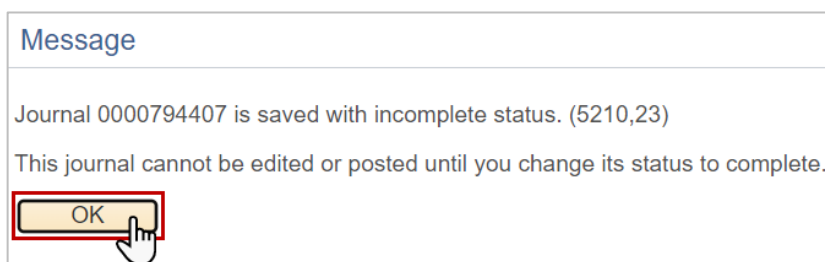 Message
Journal 0000794407 is saved with incomplete status. (5210,23)
This journal cannot be edited or posted until you change its status to complete.
OK